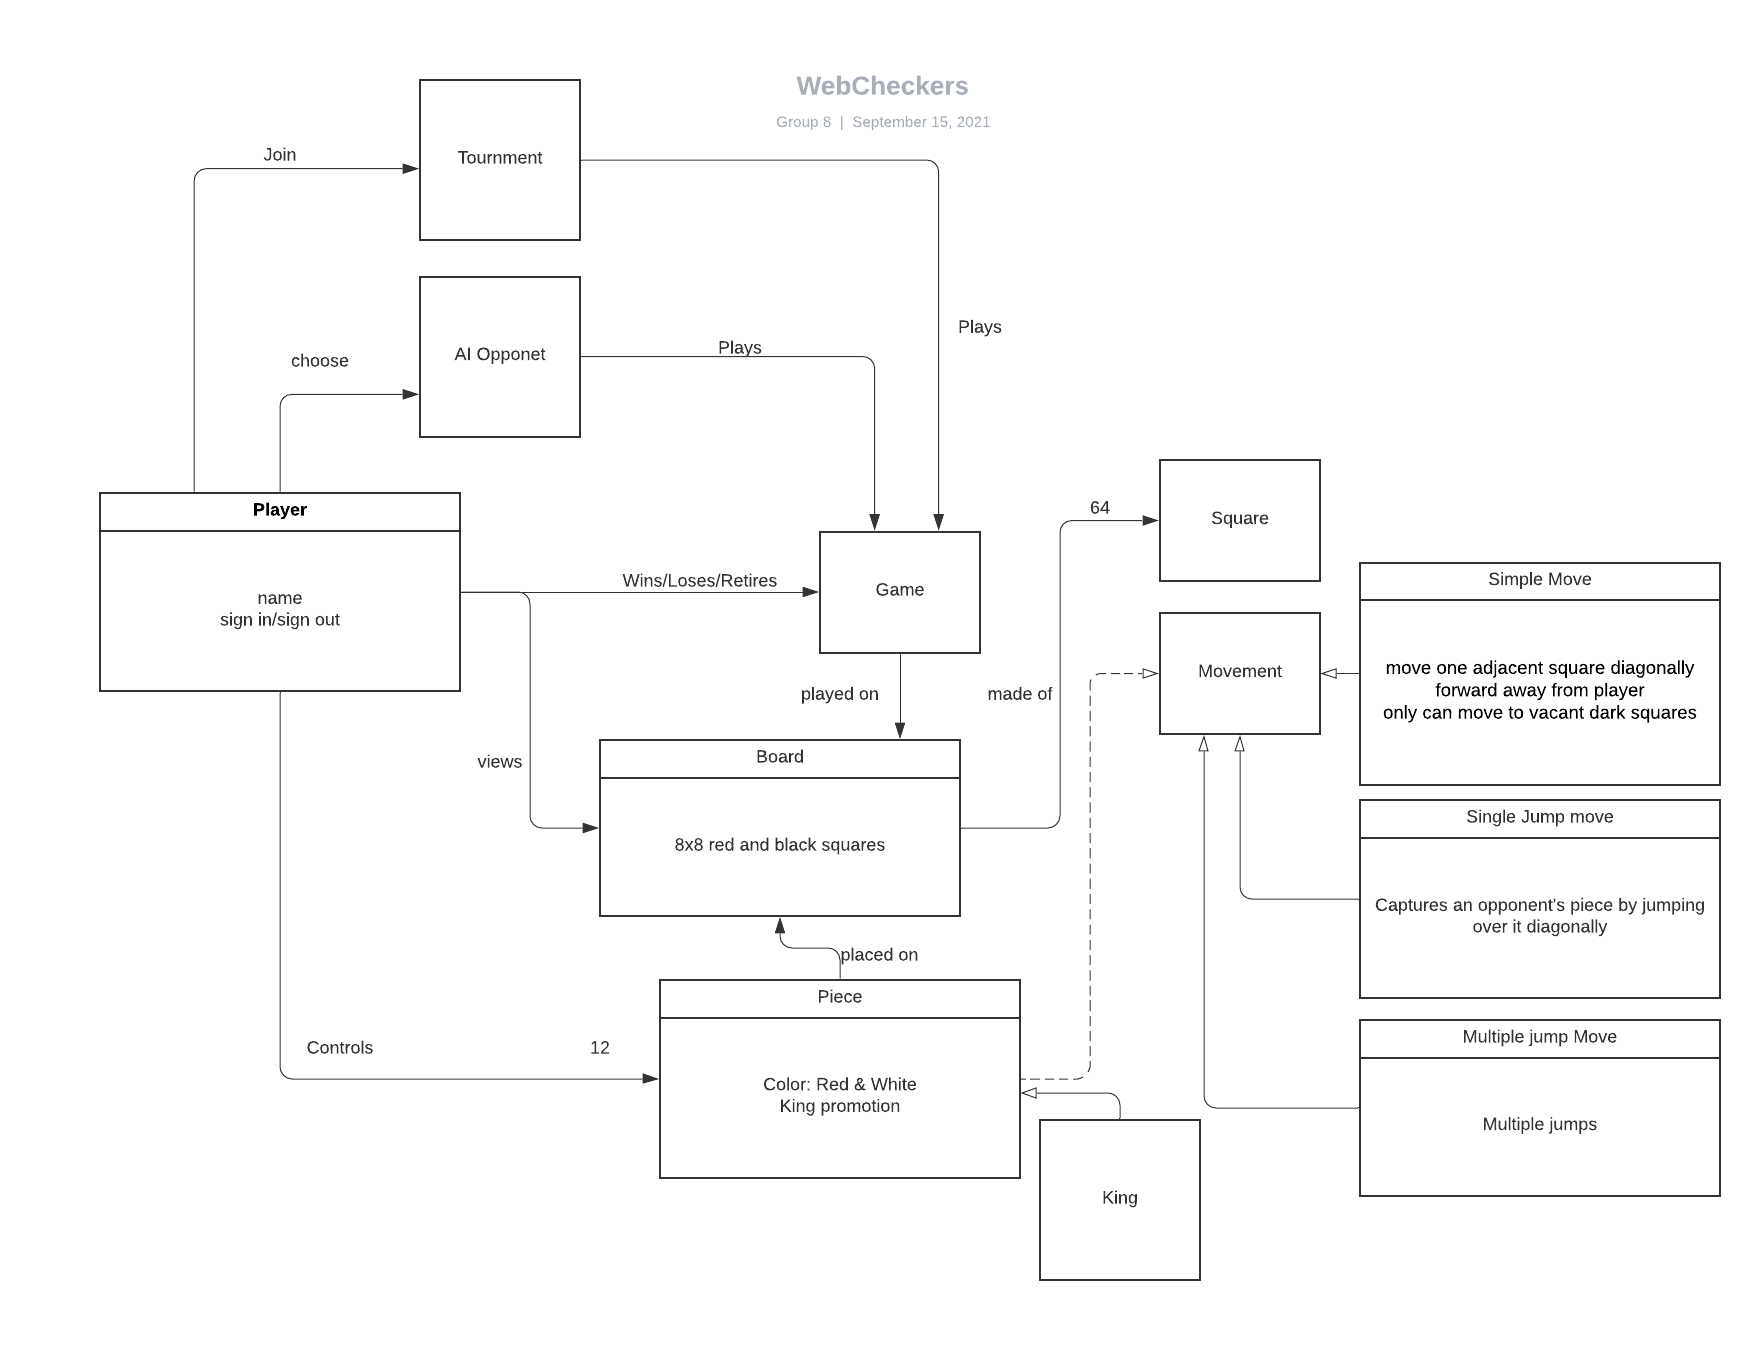 WebCheckers
Group 8 | September 15, 2021
Tournment
Join
Plays
AI Opponet
choose
Plays
Player
name
sign in/sign out
Wins/Loses/Retires
Game
64
Square
played on
made of
Movement
Simple Move
move one adjacent square diagonally
forward away from player
only can move to vacant dark squares
views
Board
8x8 red and black squares
Single Jump move
Captures an opponent's piece by jumping
over it diagonally
placed on
Piece
Color: Red & White
King promotion
Controls
12
Multiple jump Move
Multiple jumps
King